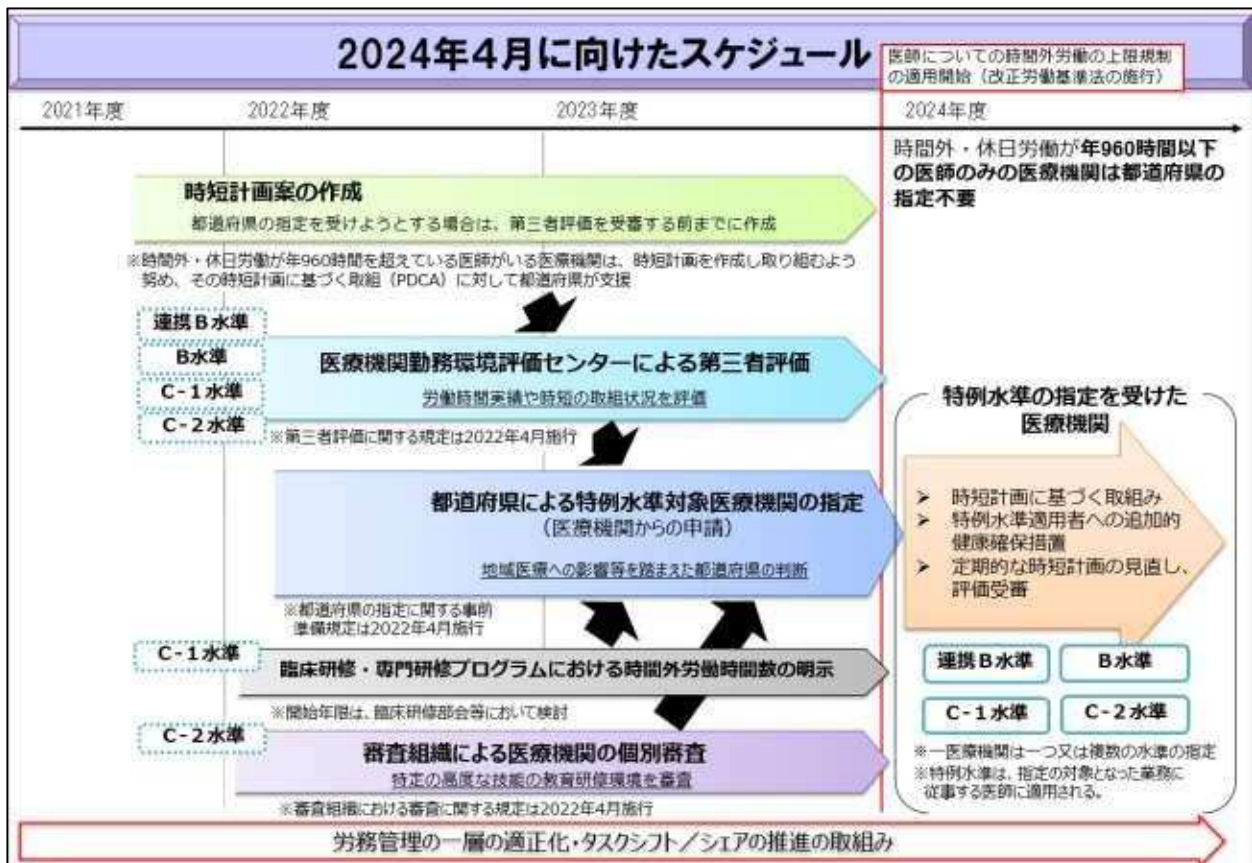 2024年4月に向けたスケジュール
医師についての時間外労働の上限規制
の適用開始（改正労働基準法の施行）
2021年度
2022年度
2023年度
2024年度
時間外・休日労働が年960時間以下
の医師のみの医療機関は都道府県の
指定不要
時短計画案の作成
都道府県の指定を受けようとする場合は、第三者評価を受審する前までに作成
※時間外・休日労働が年960時間を超えている医師がいる医療機関は、時短計画を作成し取り組むよう
努め、その時短計画に基づく取組（PDCA）に対して都道府県が支援
連携B水準
B水準
C-1水準
C-2水準
医療機関勤務環境評価センターによる第三者評価
労働時間実績や時短の取組状況を評価
※第三者評価に関する規定は2022年4月施行
都道府県による特例水準対象医療機関の指定
（医療機関からの申請）
地域医療への影響等を踏まえた都道府県の判断
※都道府県の指定に関する事前
準備規定は2022年4月施行
C-1水準
臨床研修・専門研修プログラムにおける時間外労働時間数の明示
※開始年限は、臨床研修部会等において検討
C-2水準
審査組織による医療機関の個別審査
特定の高度な技能の教育研修環境を審査
※審査組織における審査に関する規定は2022年4月施行
特例水準の指定を受けた
医療機関
➢ 時短計画に基づく取組み
➢ 特例水準適用者への追加的
健康確保措置
➢ 定期的な時短計画の見直し、
評価受審
連携B水準
B水準
C-1水準
C-2水準
※一医療機関は一つ又は複数の水準の指定
※特例水準は、指定の対象となった業務に
従事する医師に適用される。
労務管理の一層の適正化・タスクシフト／シェアの推進の取組み